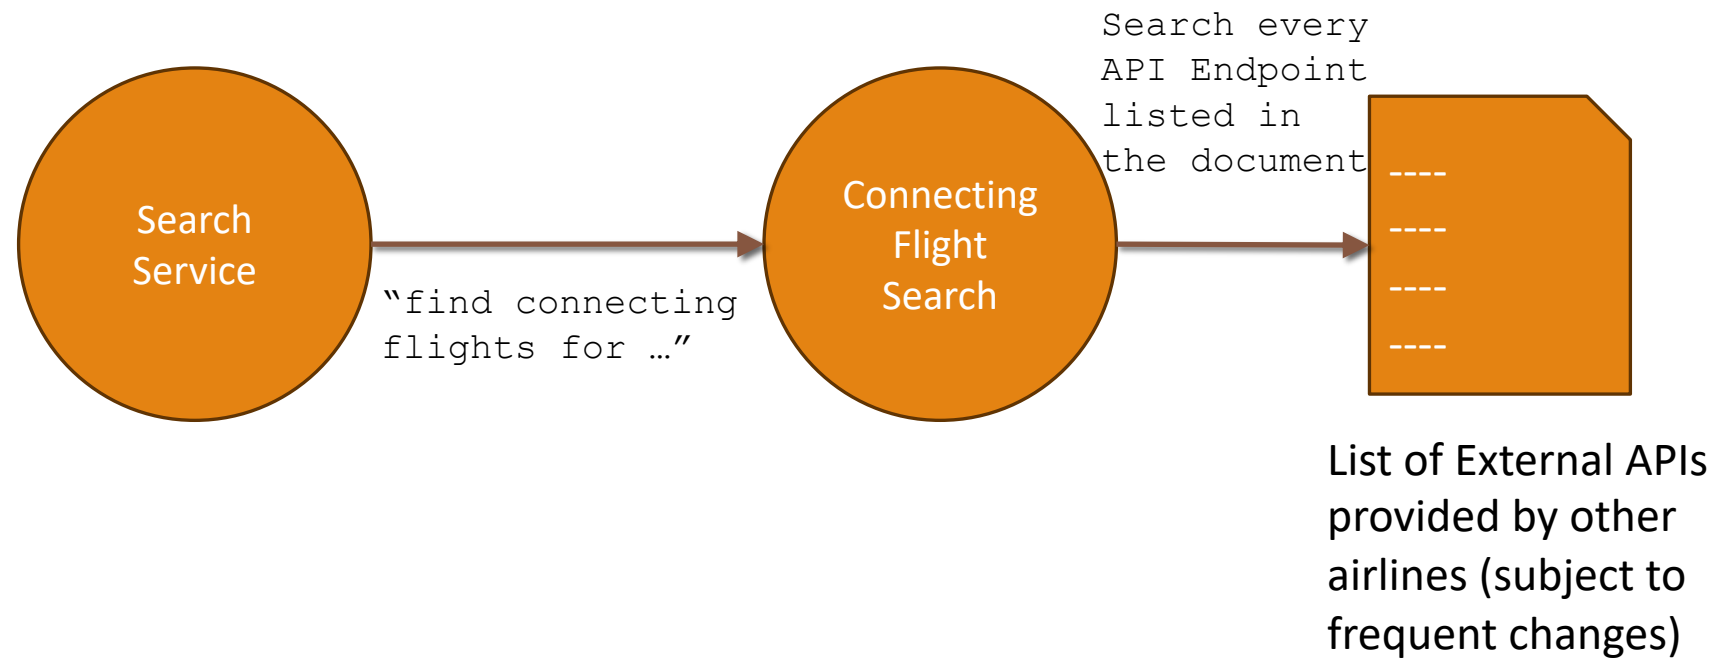 Search
Service
“find connecting
flights for …”
Connecting
Flight
Search
Search every
API Endpoint
listed in
the document
----
----
----
----
List of External APIs
provided by other
airlines (subject to
frequent changes)